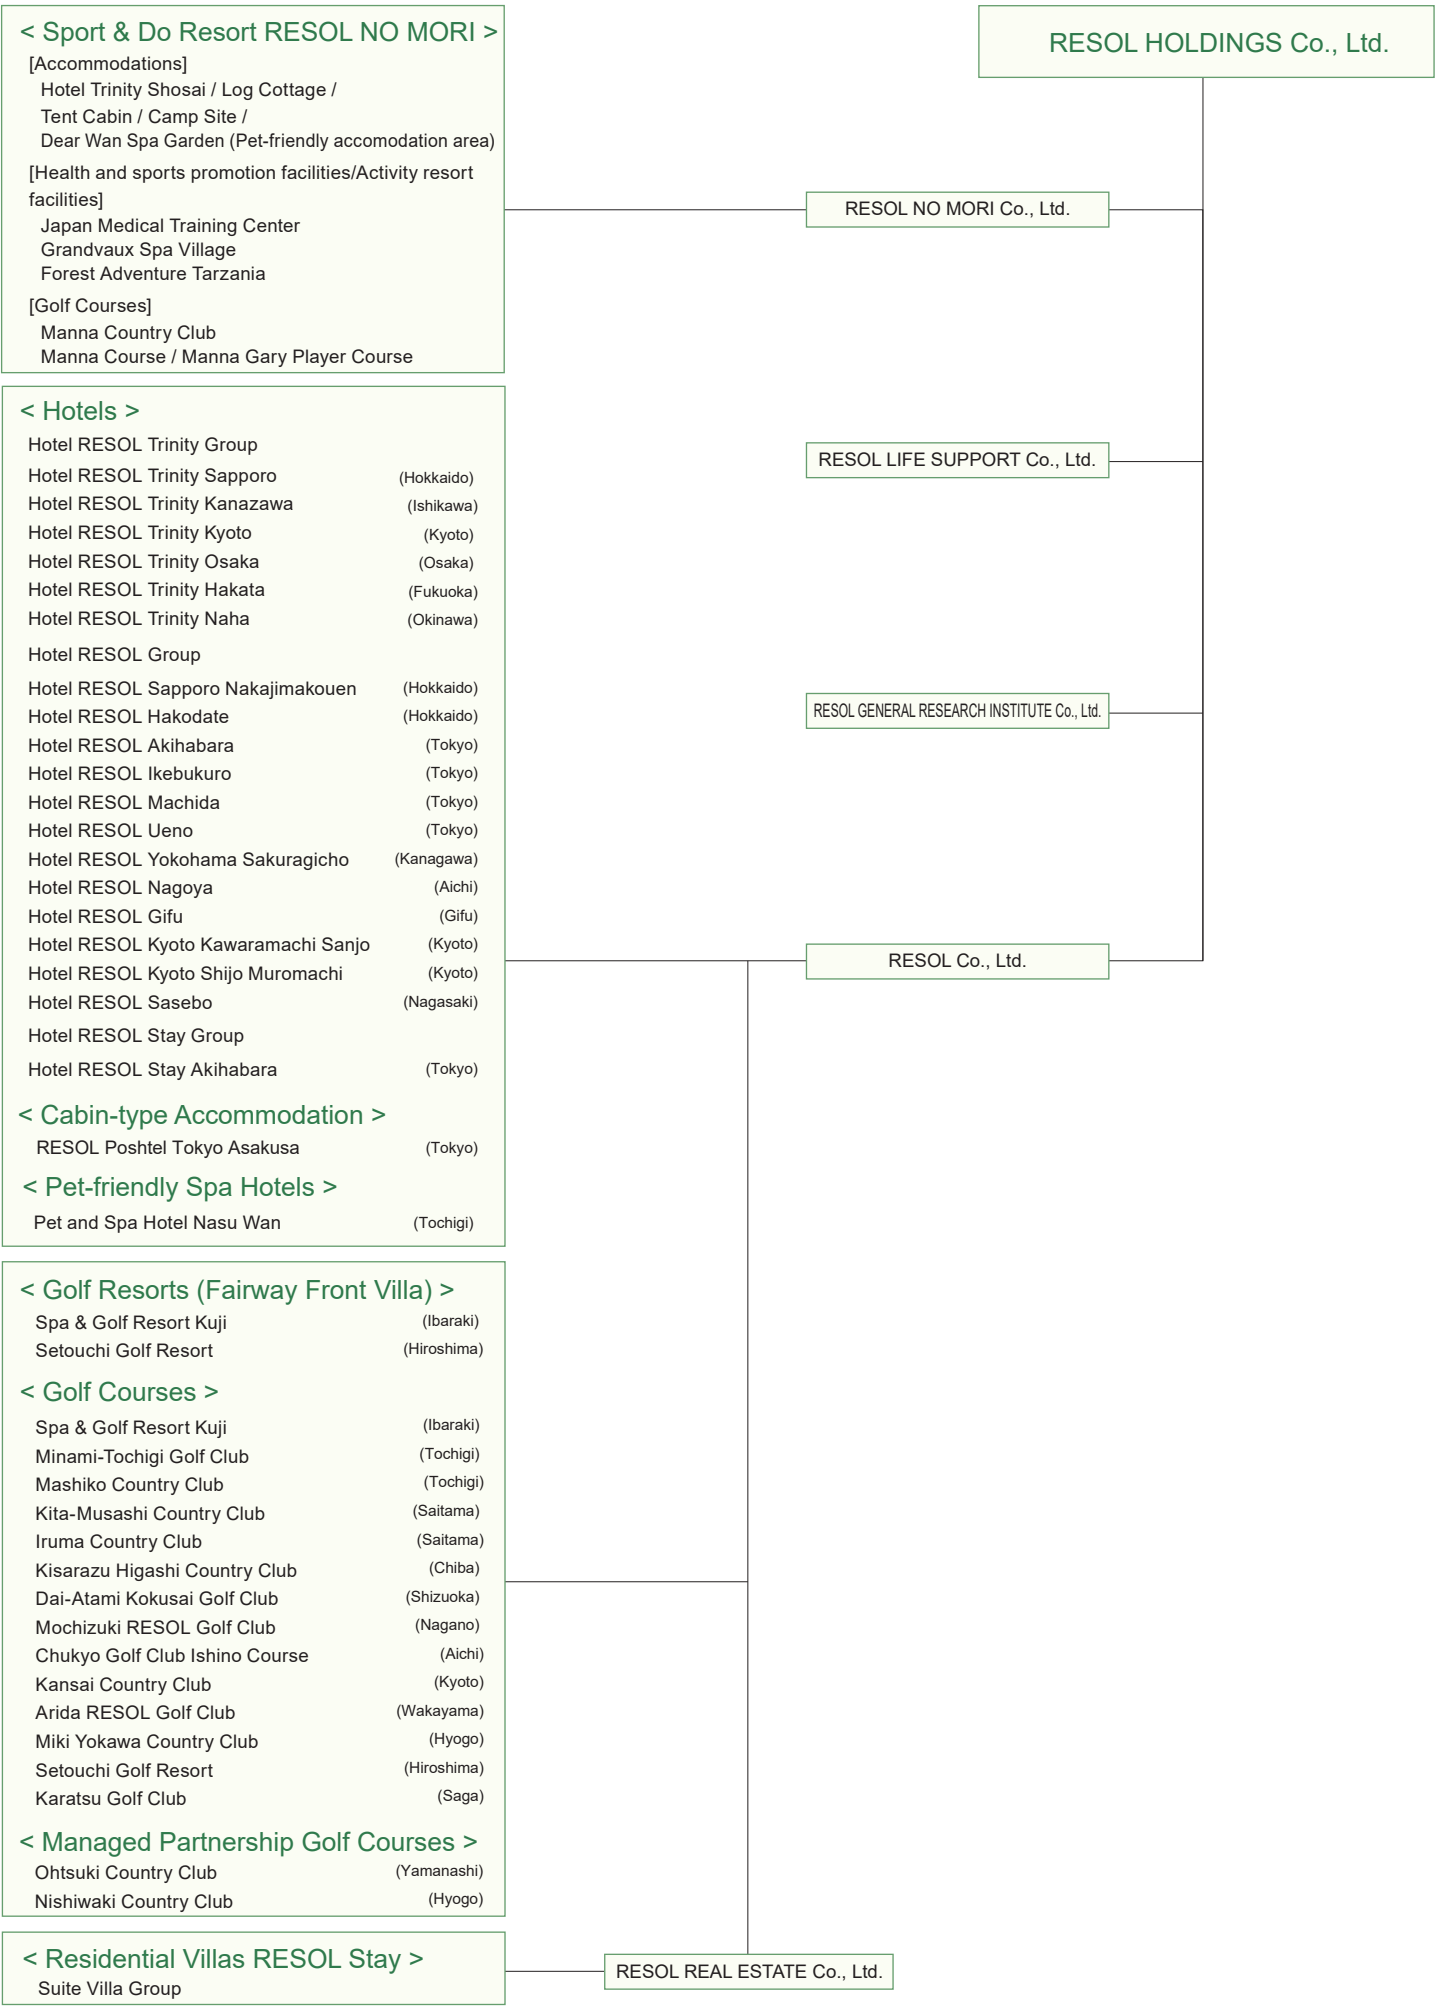 < Sport & Do Resort RESOL NO MORI >
[Accommodations]
Hotel Trinity Shosai / Log Cottage /
Tent Cabin / Camp Site /
Dear Wan Spa Garden (Pet-friendly accomodation area)
[Health and sports promotion facilities/Activity resort
facilities]
Japan Medical Training Center
Grandvaux Spa Village
Forest Adventure Tarzania
[Golf Courses]
Manna Country Club
Manna Course / Manna Gary Player Course
< Hotels >
Hotel RESOL Trinity Group
Hotel RESOL Trinity Sapporo (Hokkaido)
Hotel RESOL Trinity Kanazawa (Ishikawa)
Hotel RESOL Trinity Kyoto (Kyoto)
Hotel RESOL Trinity Osaka (Osaka)
Hotel RESOL Trinity Hakata (Fukuoka)
Hotel RESOL Trinity Naha (Okinawa)
Hotel RESOL Group
Hotel RESOL Sapporo Nakajimakouen (Hokkaido)
Hotel RESOL Hakodate (Hokkaido)
Hotel RESOL Akihabara (Tokyo)
Hotel RESOL Ikebukuro (Tokyo)
Hotel RESOL Machida (Tokyo)
Hotel RESOL Ueno (Tokyo)
Hotel RESOL Yokohama Sakuragicho (Kanagawa)
Hotel RESOL Nagoya (Aichi)
Hotel RESOL Gifu (Gifu)
Hotel RESOL Kyoto Kawaramachi Sanjo (Kyoto)
Hotel RESOL Kyoto Shijo Muromachi (Kyoto)
Hotel RESOL Sasebo (Nagasaki)
Hotel RESOL Stay Group
Hotel RESOL Stay Akihabara (Tokyo)
< Cabin-type Accommodation >
RESOL Poshtel Tokyo Asakusa (Tokyo)
< Pet-friendly Spa Hotels >
Pet and Spa Hotel Nasu Wan (Tochigi)
< Golf Resorts (Fairway Front Villa) >
Spa & Golf Resort Kuji (Ibaraki)
Setouchi Golf Resort (Hiroshima)
< Golf Courses >
Spa & Golf Resort Kuji (Ibaraki)
Minami-Tochigi Golf Club (Tochigi)
Mashiko Country Club (Tochigi)
Kita-Musashi Country Club (Saitama)
Iruma Country Club (Saitama)
Kisarazu Higashi Country Club (Chiba)
Dai-Atami Kokusai Golf Club (Shizuoka)
Mochizuki RESOL Golf Club (Nagano)
Chukyo Golf Club Ishino Course (Aichi)
Kansai Country Club (Kyoto)
Arida RESOL Golf Club (Wakayama)
Miki Yokawa Country Club (Hyogo)
Setouchi Golf Resort (Hiroshima)
Karatsu Golf Club (Saga)
< Managed Partnership Golf Courses >
Ohtsuki Country Club (Yamanashi)
Nishiwaki Country Club (Hyogo)
< Residential Villas RESOL Stay >
Suite Villa Group
RESOL HOLDINGS Co., Ltd.
RESOL NO MORI Co., Ltd.
RESOL LIFE SUPPORT Co., Ltd.
RESOL GENERAL RESEARCH INSTITUTE Co., Ltd.
RESOL Co., Ltd.
RESOL REAL ESTATE Co., Ltd.